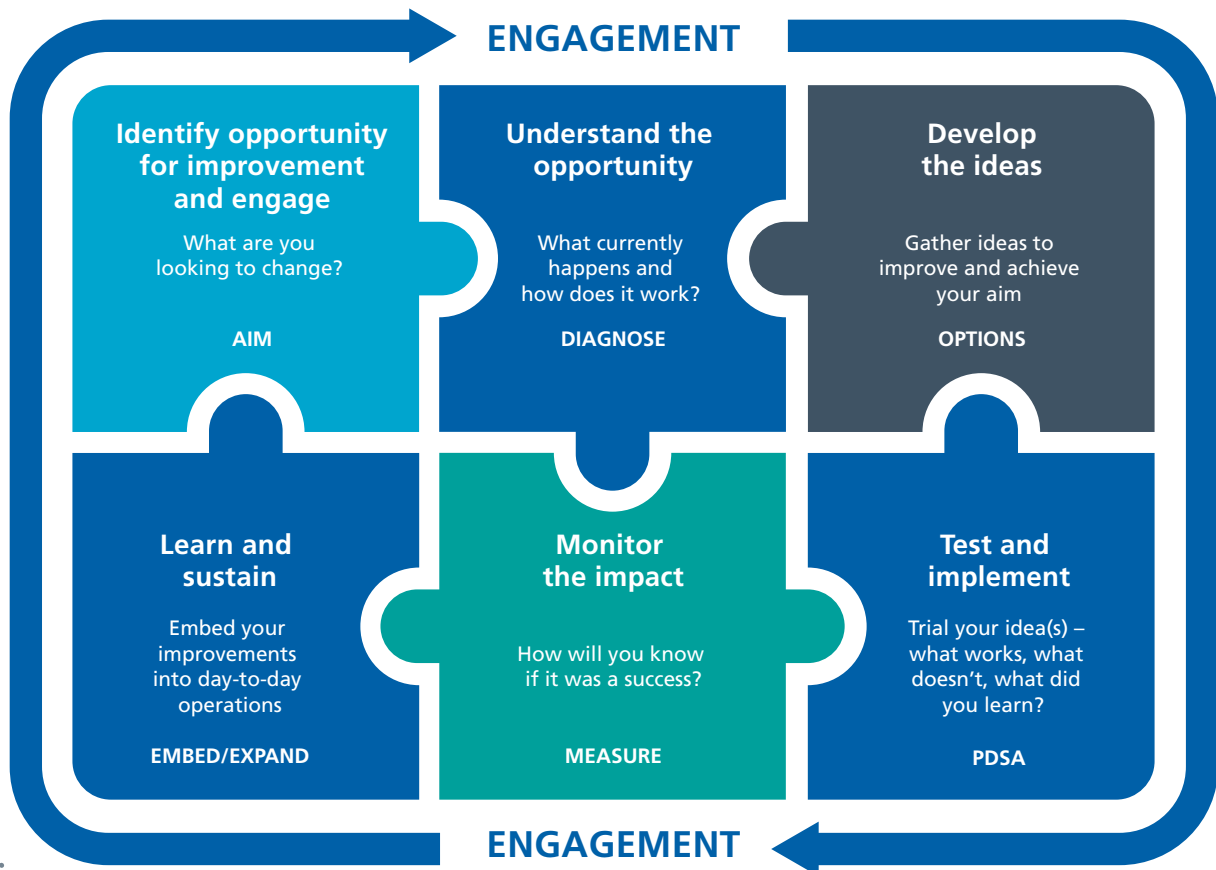 ENGAGEMENT
Identify opportunity
for improvement
and engage
What are you
looking to change?
AIM
Understand the
opportunity
What currently
happens and
how does it work?
DIAGNOSE
Develop
the ideas
Gather ideas to
improve and achieve
your aim
OPTIONS
Learn and
sustain
Embed your
improvements
into day-to-day
operations
EMBED/EXPAND
Monitor
the impact
How will you know
if it was a success?
MEASURE
Test and
implement
Trial your idea(s) –
what works, what
doesn't, what did
you learn?
PDSA
ENGAGEMENT